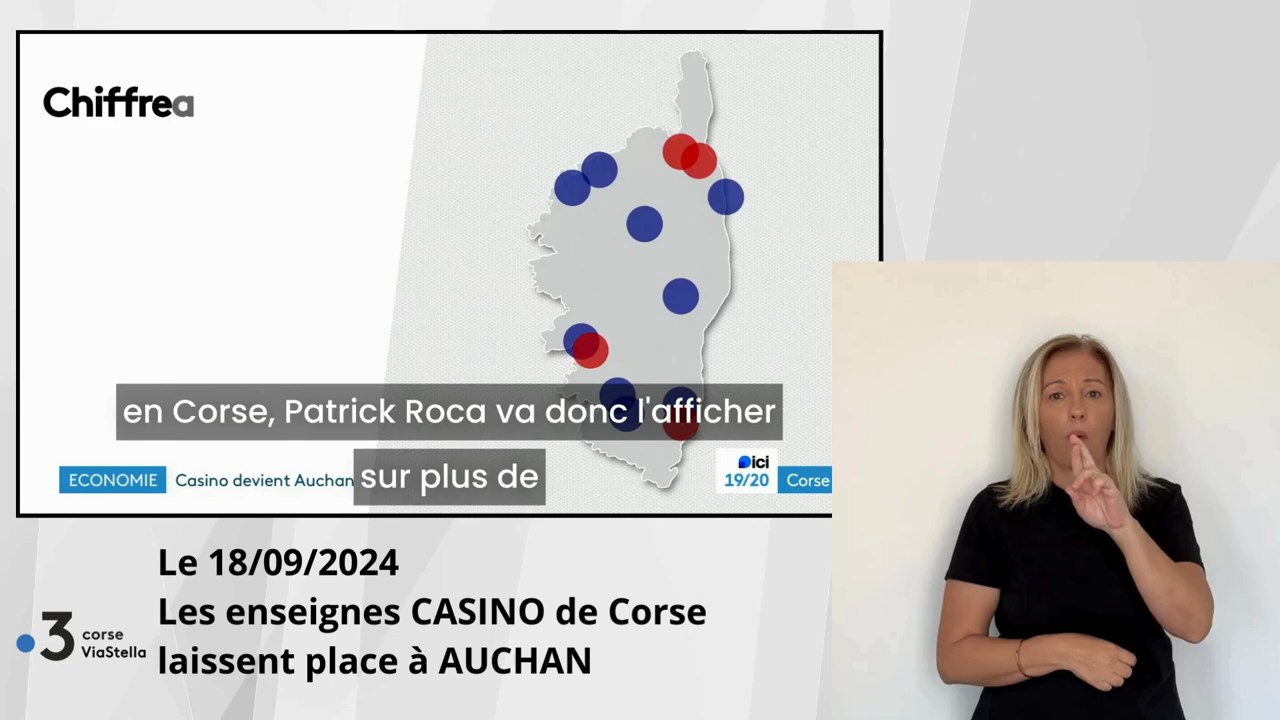 Chiffrea
en Corse, Patrick Roca va donc l'afficher
sur plus de
ECONOMIE Casino devient Auchan
ici
19/20 Corse
Le 18/09/2024
Les enseignes CASINO de Corse
laissent place à AUCHAN
3 corse
ViaStella